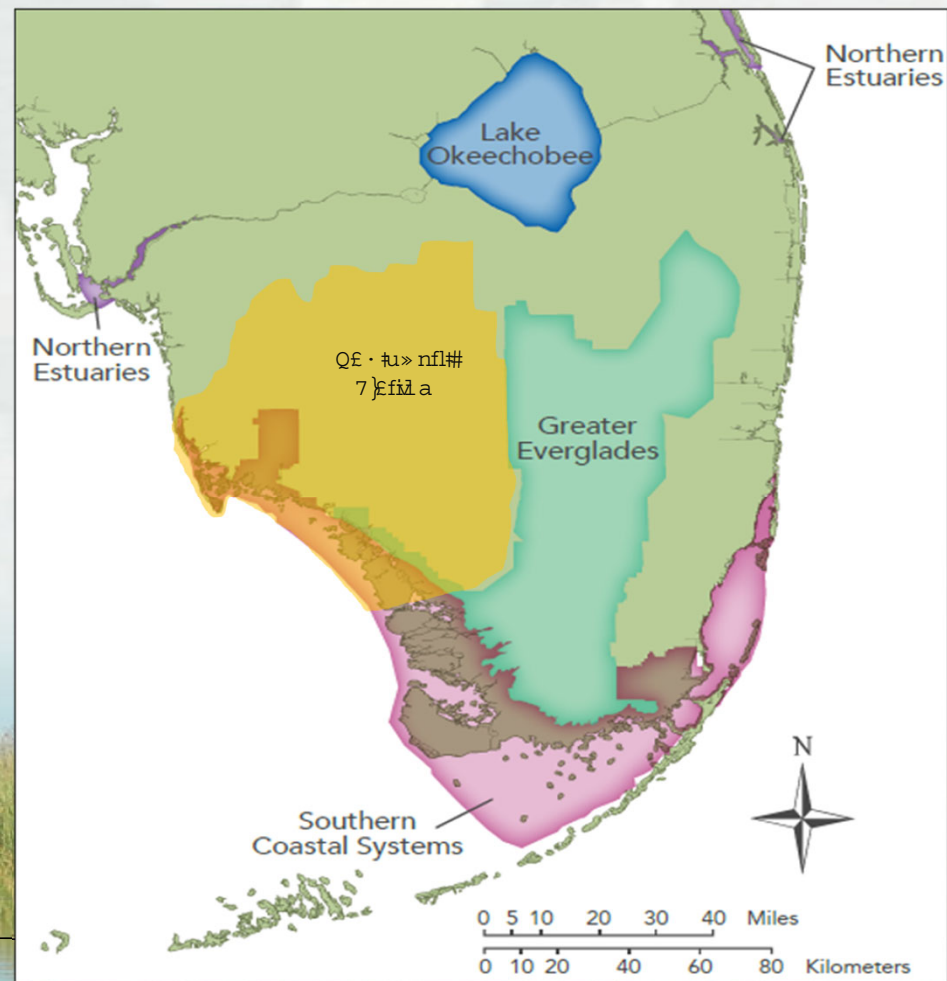 Northern
Estuaries
Lake
Okeechobee
Northern
Estuaries
Greater
Everglades
Southern
Coastal Systems
N
0 5 10 20 30 40 Miles
0 10 20 40 60 80 Kilometers